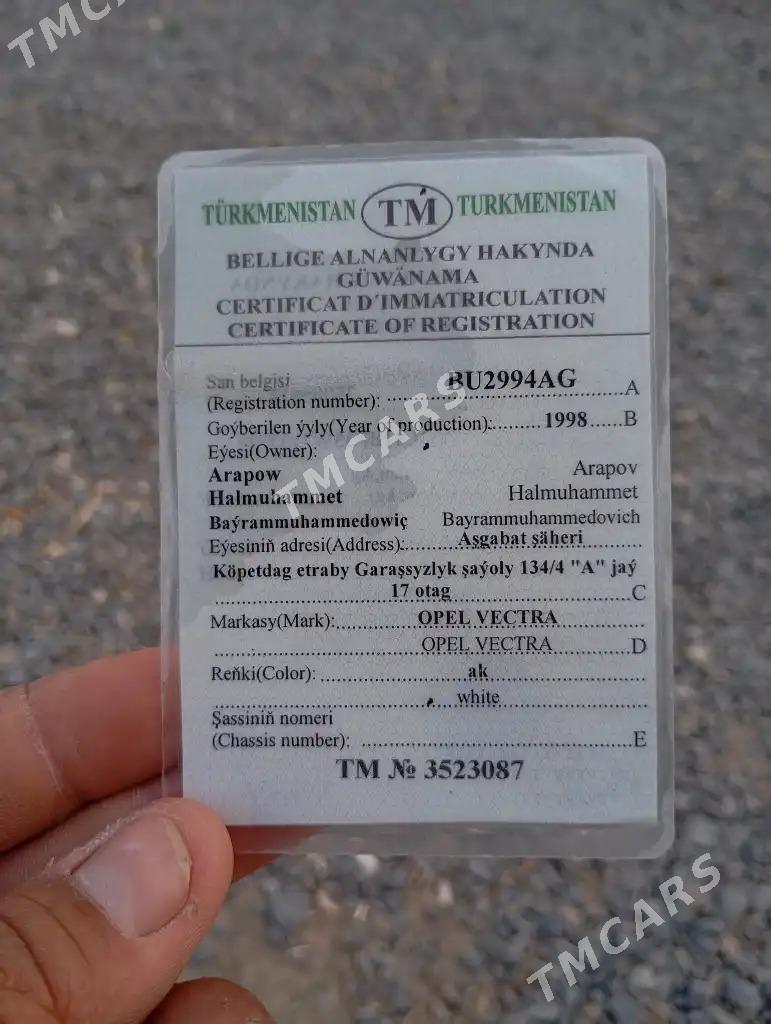 TMCARS
TÜRKMENISTAN TM TURKMENISTAN
BELLIGE ALNANLYGY HAKYNDA
GÜWÄNAMA
CERTIFICAT D'IMMATRICULATION
CERTIFICATE OF REGISTRATION
San belgisi
(Registration number): BU2994AG A
Goýberilen ýyly(Year of production):.........1998......B
Eýesi(Owner):
Arapow Arapov
Halmuhammet Halmuhammet
Baýrammuhammedowiç Bayrammuhammedovich
Eýesiniň adresi(Address):..........Aşgabat şäheri
Köpetdag etraby Garaşsyzlyk şaýoly 134/4 "A" jaý
17 otag C
Markasy(Mark):..............OPEL VECTRA
OPEL VECTRA D
Reňki(Color): ak
white
Şassiniň nomeri
(Chassis number): E
TM № 3523087
TMCARS
TMCARS